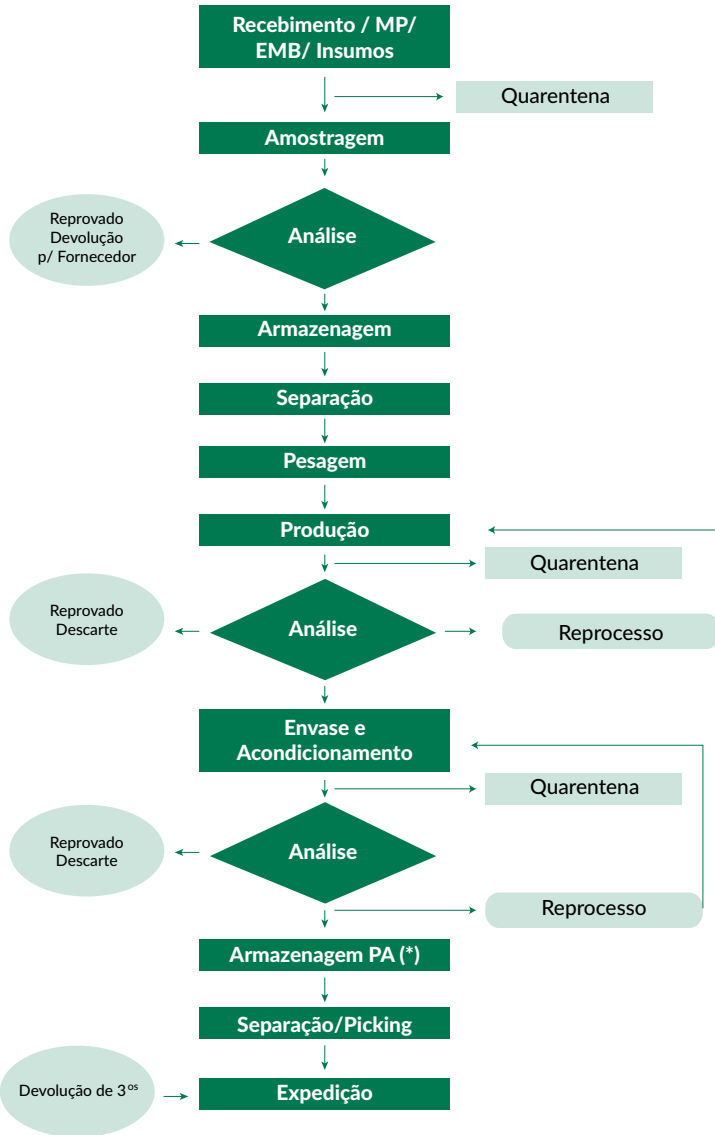 Recebimento / MP/
EMB/ Insumos
Quarentena
Amostragem
Reprovado
Devolução
p/ Fornecedor
Análise
Armazenagem
Separação
Pesagem
Produção
Quarentena
Reprovado
Descarte
Análise
Reprocesso
Envase e
Acondicionamento
Quarentena
Reprovado
Descarte
Análise
Reprocesso
Armazenagem PA (*)
Separação/Picking
Devolução de 3ºs
Expedição